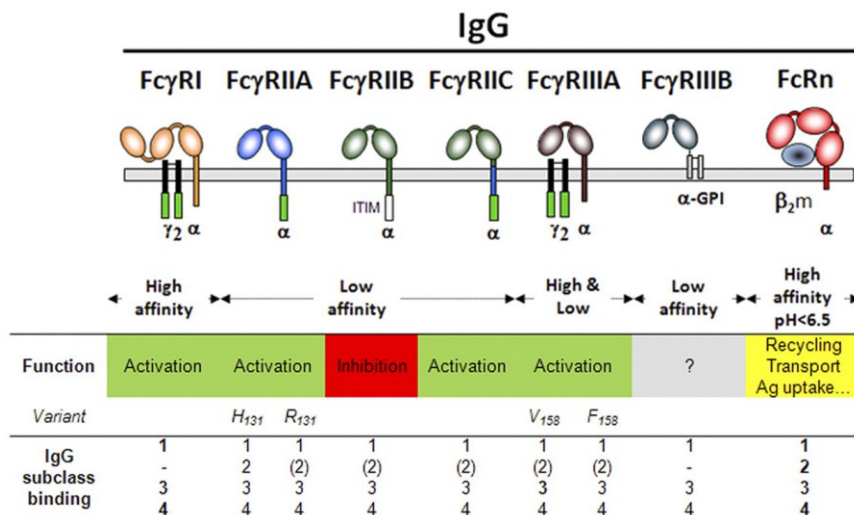 IgG
FcγRI FcγRIIA FcγRIIB FcγRIIC FcγRIIIA FcγRIIIB FcRn
ITIM α-GPI β2m
γ2 α α α α γ2 α α
High affinity Low affinity High & Low Low affinity High affinity pH<6.5
Function Activation Activation Inhibition Activation Activation ? Recycling Transport Ag uptake...
Variant H131 R131 V158 F158
IgG subclass binding
1 1 1 1 1 1 1 1 1
- 2 (2) (2) (2) (2) (2) - 2
3 3 3 3 3 3 3 3 3
4 4 4 4 4 4 4 4 4